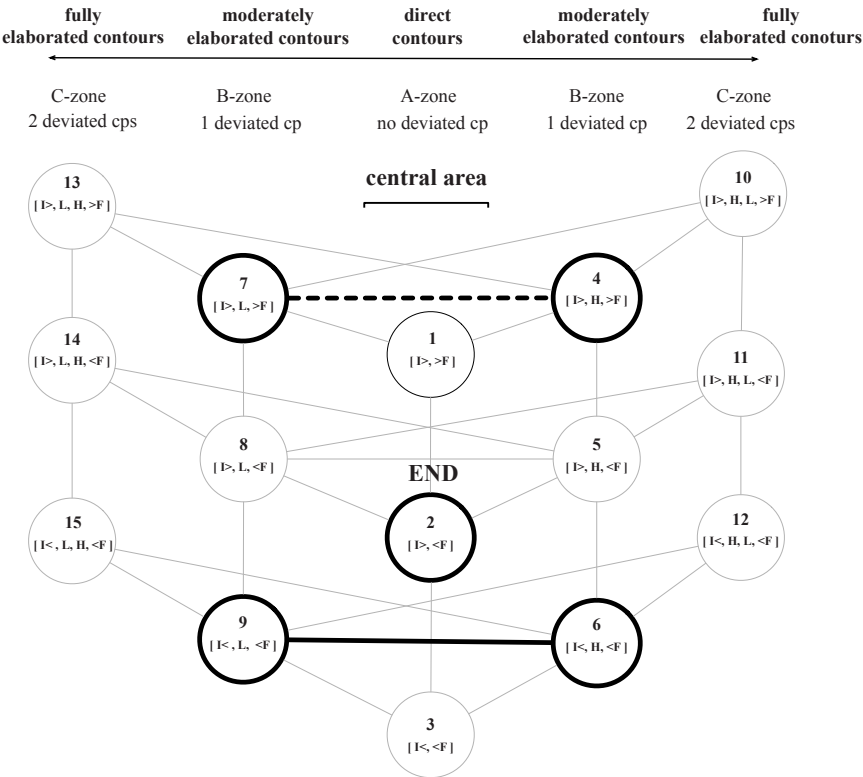 fully
elaborated contours
moderately
elaborated contours
direct
contours
moderately
elaborated contours
fully
elaborated conoturs
C-zone
2 deviated cps
B-zone
1 deviated cp
A-zone
no deviated cp
B-zone
1 deviated cp
C-zone
2 deviated cps
central area
13
[ I>, L, H, >F ]
10
[ I>, H, L, >F ]
7
[ I>, L, >F ]
4
[ I>, H, >F ]
1
[ I>, >F ]
14
[ I>, L, H, <F ]
11
[ I>, H, L, <F ]
8
[ I>, L, <F ]
5
[ I>, H, <F ]
END
2
[ I>, <F ]
15
[ I< , L, H, <F ]
12
[ I<, H, L, <F ]
9
[ I< , L, <F ]
6
[ I<, H, <F ]
3
[ I<, <F ]